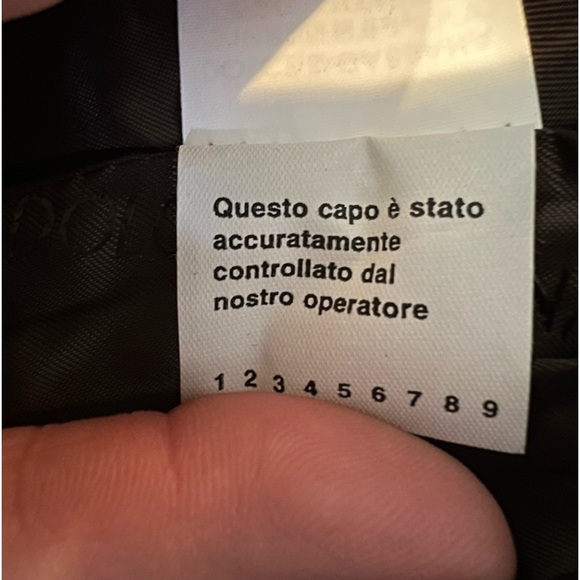 Questo capo è stato
accuratamente
controllato dal
nostro operatore
1 2 3 4 5 6 7 8 9